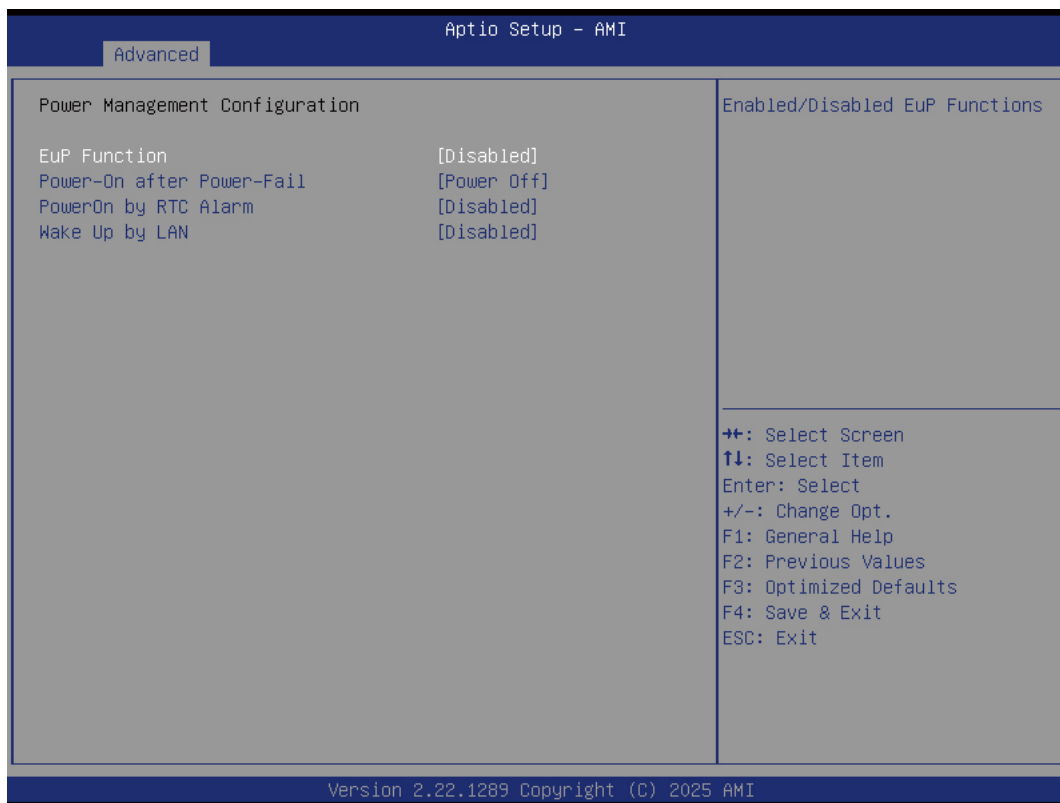 Aptio Setup - AMI
Advanced
Power Management Configuration
EuP Function [Disabled]
Power-On after Power-Fail [Power Off]
PowerOn by RTC Alarm [Disabled]
Wake Up by LAN [Disabled]
Enabled/Disabled EuP Functions
→←: Select Screen
↑↓: Select Item
Enter: Select
+/-: Change Opt.
F1: General Help
F2: Previous Values
F3: Optimized Defaults
F4: Save & Exit
ESC: Exit
Version 2.22.1289 Copyright (C) 2025 AMI